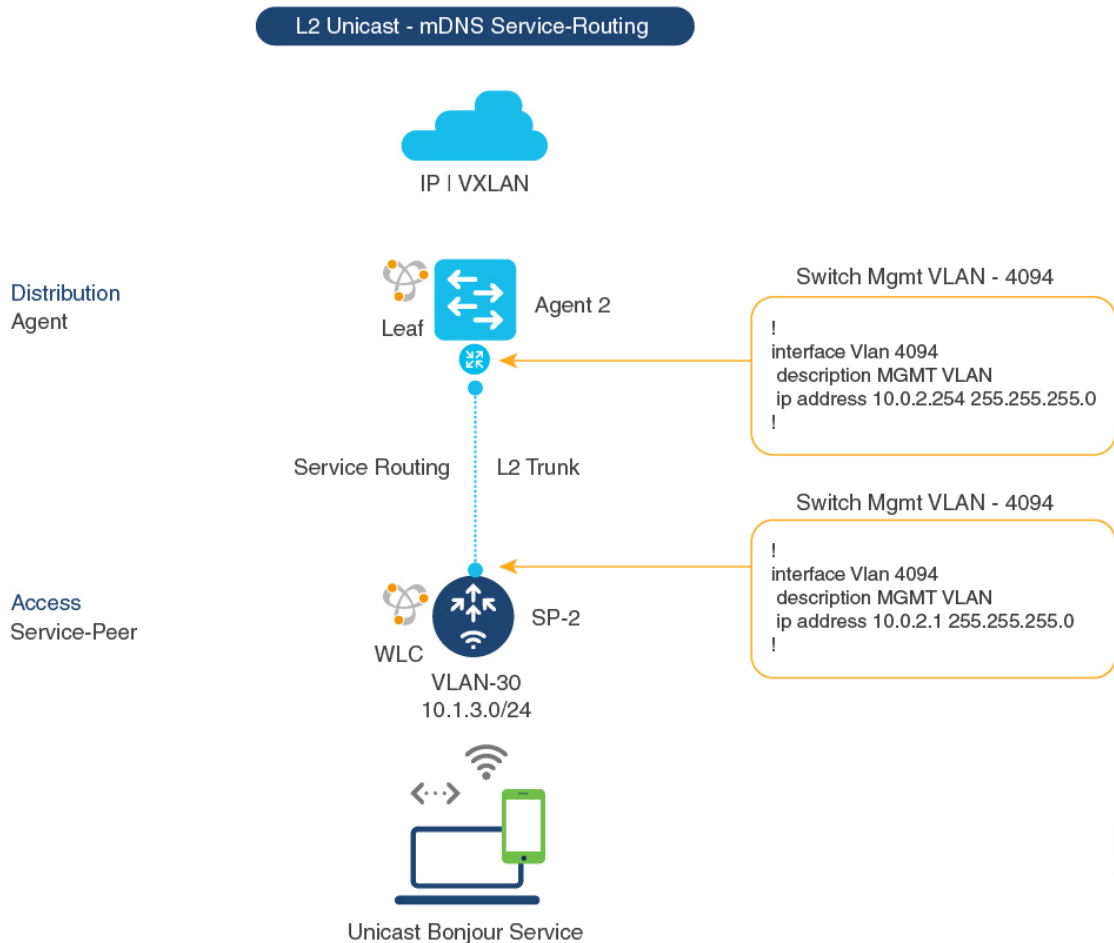 L2 Unicast - mDNS Service-Routing
IP | VXLAN
Distribution
Agent
Leaf
Agent 2
Switch Mgmt VLAN - 4094
!
interface Vlan 4094
description MGMT VLAN
ip address 10.0.2.254 255.255.255.0
!
Service Routing
L2 Trunk
Switch Mgmt VLAN - 4094
!
interface Vlan 4094
description MGMT VLAN
ip address 10.0.2.1 255.255.255.0
!
Access
Service-Peer
WLC
SP-2
VLAN-30
10.1.3.0/24
Unicast Bonjour Service